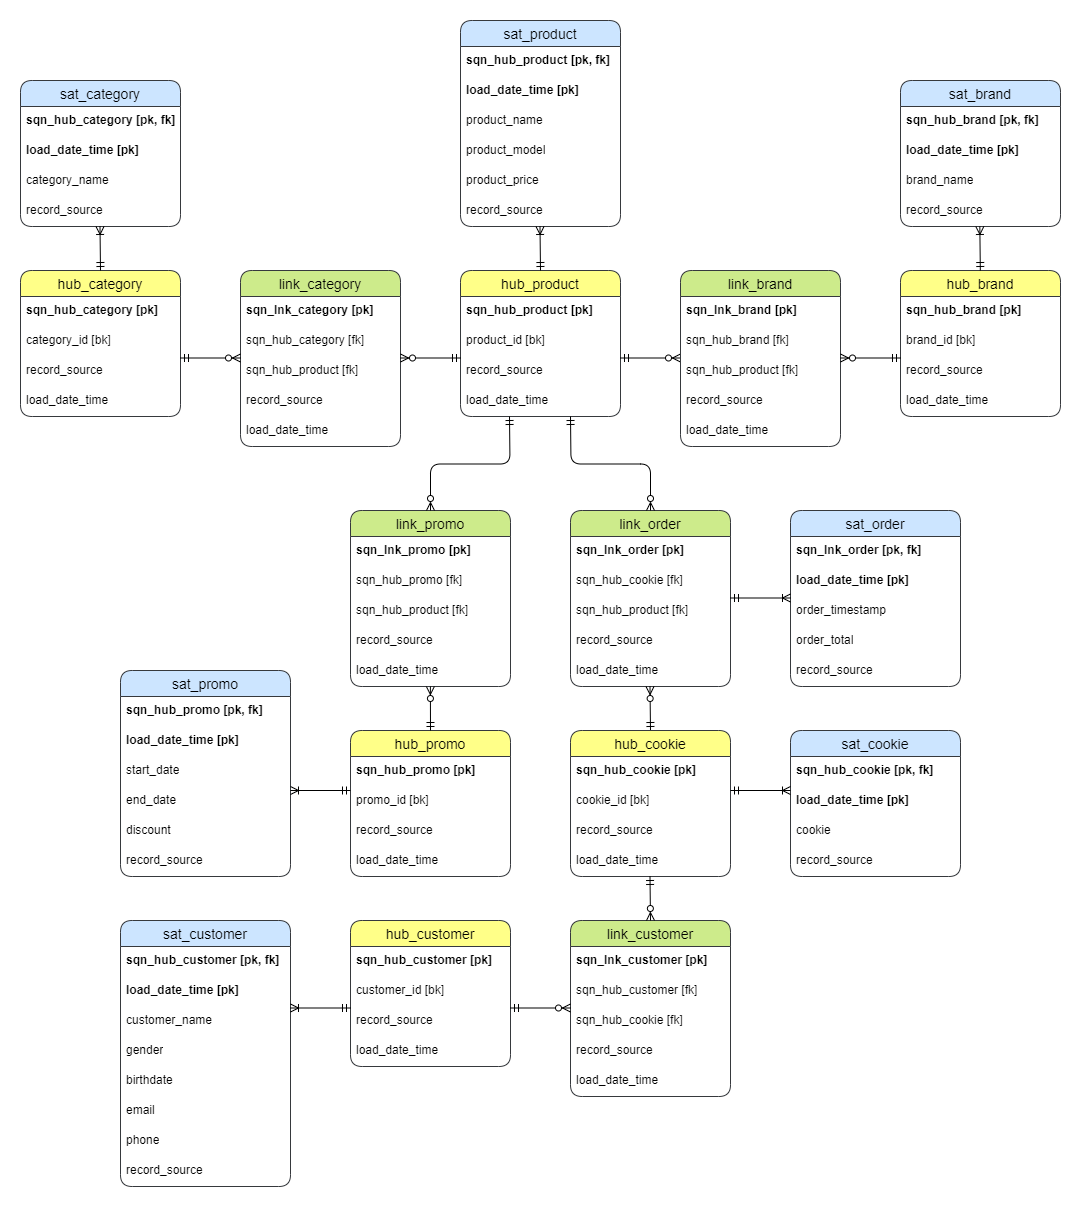 sat_product
sqn_hub_product [pk, fk]
load_date_time [pk]
product_name
product_model
product_price
record_source
sat_category
sqn_hub_category [pk, fk]
load_date_time [pk]
category_name
record_source
sat_brand
sqn_hub_brand [pk, fk]
load_date_time [pk]
brand_name
record_source
hub_category
sqn_hub_category [pk]
category_id [bk]
record_source
load_date_time
link_category
sqn_lnk_category [pk]
sqn_hub_category [fk]
sqn_hub_product [fk]
record_source
load_date_time
hub_product
sqn_hub_product [pk]
product_id [bk]
record_source
load_date_time
link_brand
sqn_lnk_brand [pk]
sqn_hub_brand [fk]
sqn_hub_product [fk]
record_source
load_date_time
hub_brand
sqn_hub_brand [pk]
brand_id [bk]
record_source
load_date_time
link_promo
sqn_lnk_promo [pk]
sqn_hub_promo [fk]
sqn_hub_product [fk]
record_source
load_date_time
link_order
sqn_lnk_order [pk]
sqn_hub_cookie [fk]
sqn_hub_product [fk]
record_source
load_date_time
sat_order
sqn_lnk_order [pk, fk]
load_date_time [pk]
order_timestamp
order_total
record_source
sat_promo
sqn_hub_promo [pk, fk]
load_date_time [pk]
start_date
end_date
discount
record_source
hub_promo
sqn_hub_promo [pk]
promo_id [bk]
record_source
load_date_time
hub_cookie
sqn_hub_cookie [pk]
cookie_id [bk]
record_source
load_date_time
sat_cookie
sqn_hub_cookie [pk, fk]
load_date_time [pk]
cookie
record_source
sat_customer
sqn_hub_customer [pk, fk]
load_date_time [pk]
customer_name
gender
birthdate
email
phone
record_source
hub_customer
sqn_hub_customer [pk]
customer_id [bk]
record_source
load_date_time
link_customer
sqn_lnk_customer [pk]
sqn_hub_customer [fk]
sqn_hub_cookie [fk]
record_source
load_date_time